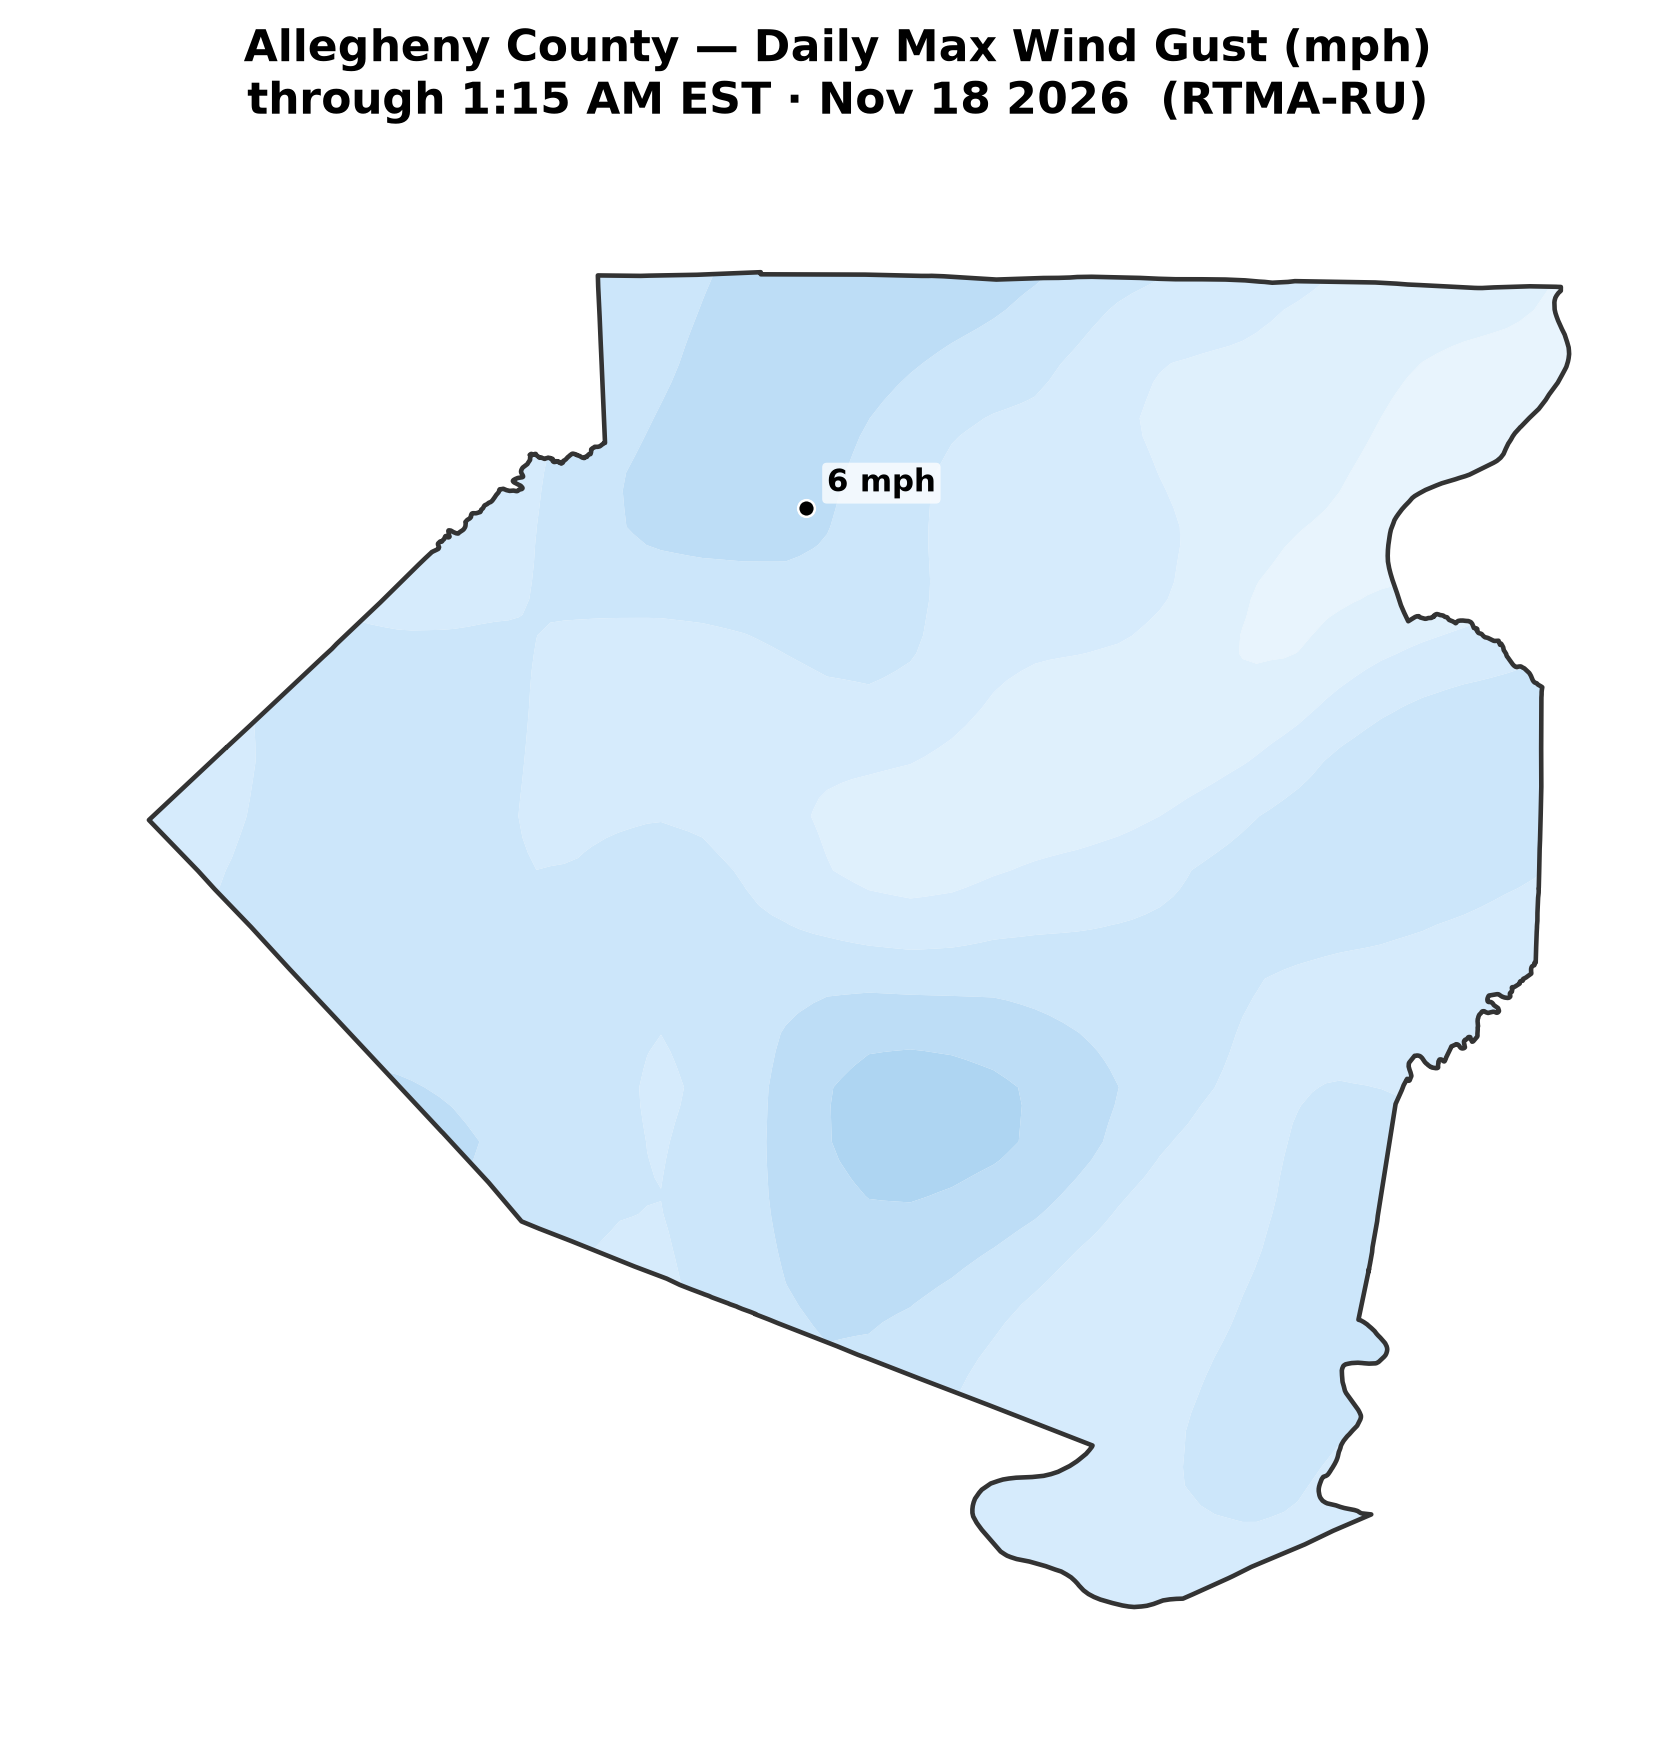 Allegheny County — Daily Max Wind Gust (mph)
through 1:15 AM EST · Nov 18 2026 (RTMA-RU)
6 mph